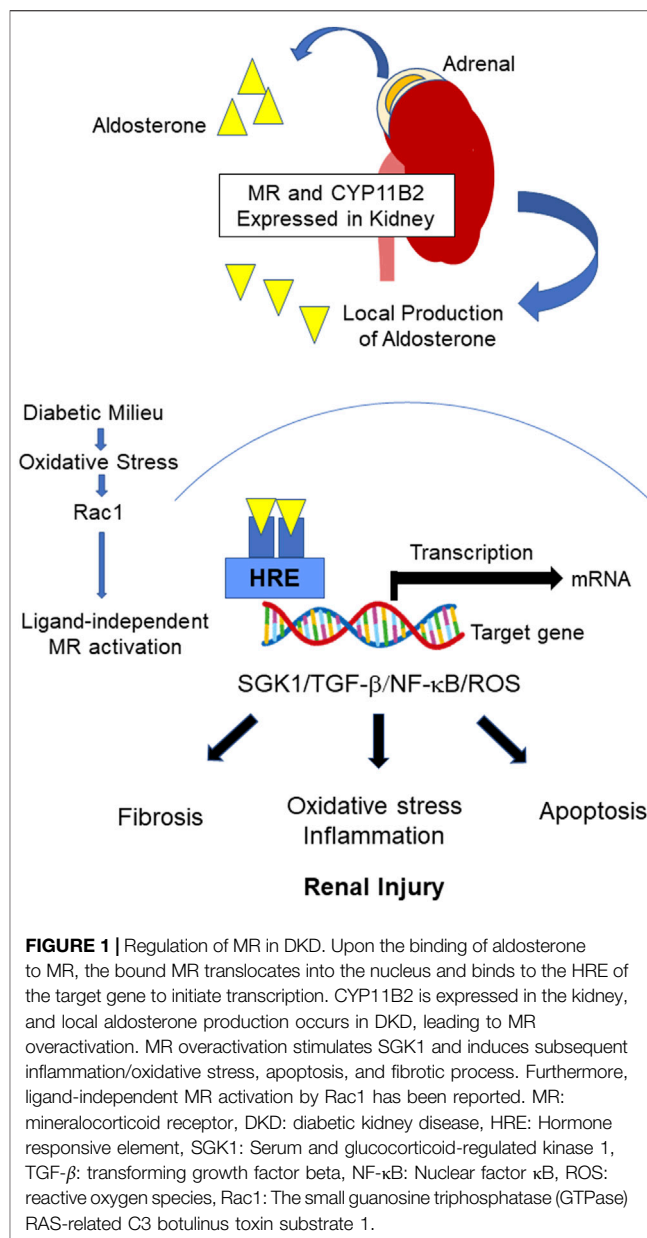 Adrenal
Aldosterone
MR and CYP11B2
Expressed in Kidney
Local Production
of Aldosterone
Diabetic Milieu
Oxidative Stress
Rac1
Ligand-independent
MR activation
HRE
Transcription
mRNA
Target gene
SGK1/TGF-β/NF-κB/ROS
Fibrosis
Oxidative stress
Inflammation
Apoptosis
Renal Injury
FIGURE 1 | Regulation of MR in DKD. Upon the binding of aldosterone
to MR, the bound MR translocates into the nucleus and binds to the HRE of
the target gene to initiate transcription. CYP11B2 is expressed in the kidney,
and local aldosterone production occurs in DKD, leading to MR
overactivation. MR overactivation stimulates SGK1 and induces subsequent
inflammation/oxidative stress, apoptosis, and fibrotic process. Furthermore,
ligand-independent MR activation by Rac1 has been reported. MR:
mineralocorticoid receptor, DKD: diabetic kidney disease, HRE: Hormone
responsive element, SGK1: Serum and glucocorticoid-regulated kinase 1,
TGF-β: transforming growth factor beta, NF-κB: Nuclear factor κB, ROS:
reactive oxygen species, Rac1: The small guanosine triphosphatase (GTPase)
RAS-related C3 botulinus toxin substrate 1.